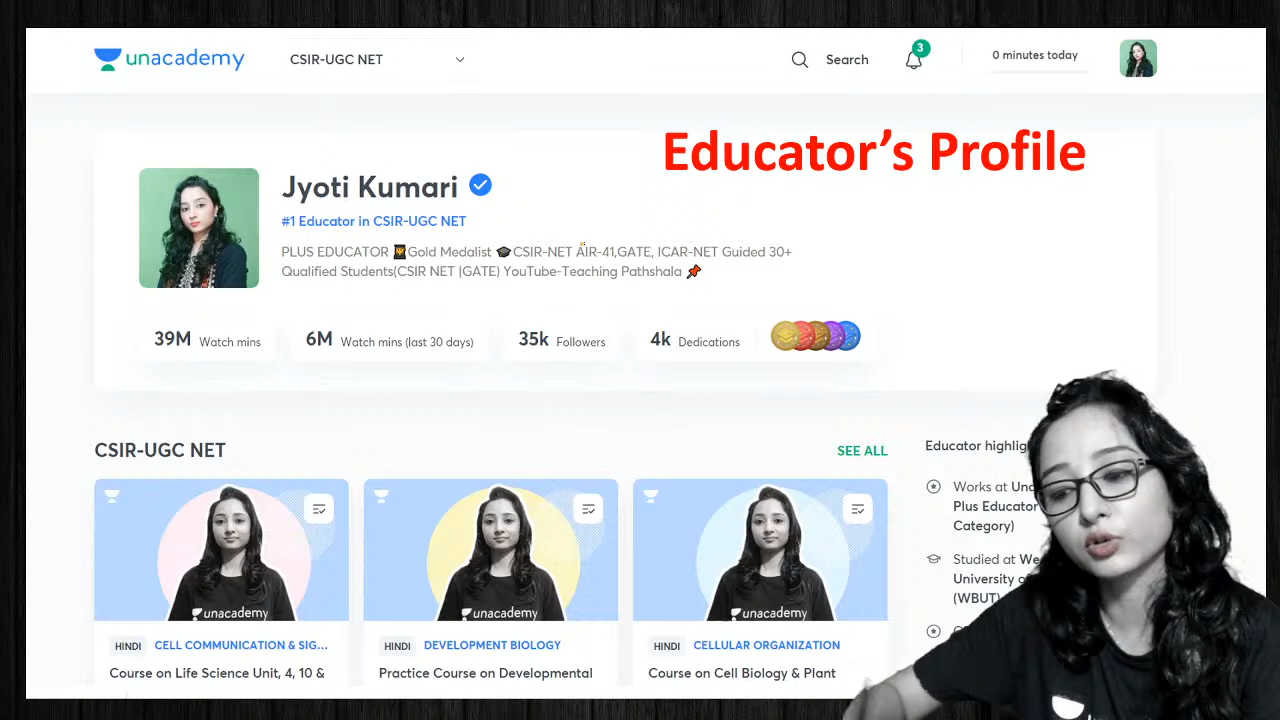 unacademy
CSIR-UGC NET
Search
3
0 minutes today
Educator’s Profile
Jyoti Kumari
#1 Educator in CSIR-UGC NET
PLUS EDUCATOR Gold Medalist CSIR-NET AIR-41,GATE, ICAR-NET Guided 30+
Qualified Students(CSIR NET |GATE) YouTube-Teaching Pathshala
39M Watch mins
6M Watch mins (last 30 days)
35k Followers
4k Dedications
CSIR-UGC NET
SEE ALL
unacademy
HINDI CELL COMMUNICATION & SIG...
Course on Life Science Unit, 4, 10 &
unacademy
HINDI DEVELOPMENT BIOLOGY
Practice Course on Developmental
unacademy
HINDI CELLULAR ORGANIZATION
Course on Cell Biology & Plant
Educator
Works at
Plus Educator
Category)
Studied at
University
(WBUT)